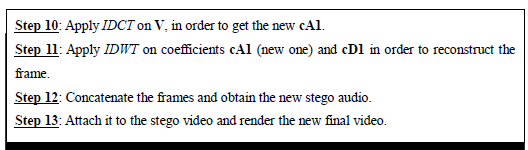 Step 10: Apply IDCT on V, in order to get the new cA1.
Step 11: Apply IDWT on coefficients cA1 (new one) and cD1 in order to reconstruct the
frame.
Step 12: Concatenate the frames and obtain the new stego audio.
Step 13: Attach it to the stego video and render the new final video.